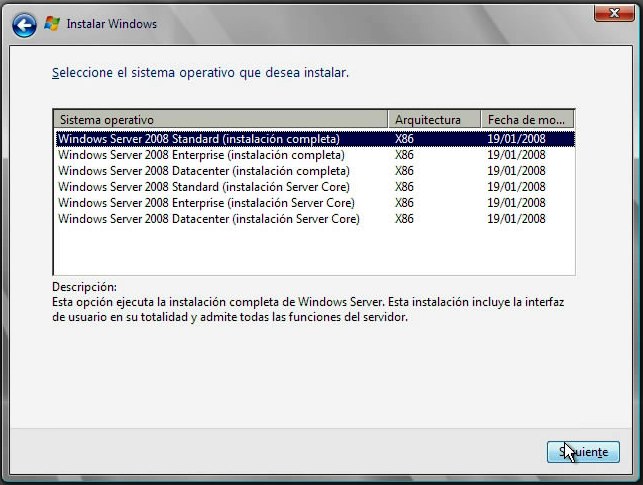 Instalar Windows
Seleccione el sistema operativo que desea instalar.
Sistema operativo Arquitectura Fecha de mo...
Windows Server 2008 Standard (instalación completa) X86 19/01/2008
Windows Server 2008 Enterprise (instalación completa) X86 19/01/2008
Windows Server 2008 Datacenter (instalación completa) X86 19/01/2008
Windows Server 2008 Standard (instalación Server Core) X86 19/01/2008
Windows Server 2008 Enterprise (instalación Server Core) X86 19/01/2008
Windows Server 2008 Datacenter (instalación Server Core) X86 19/01/2008
Descripción:
Esta opción ejecuta la instalación completa de Windows Server. Esta instalación incluye la interfaz
de usuario en su totalidad y admite todas las funciones del servidor.
Siguiente